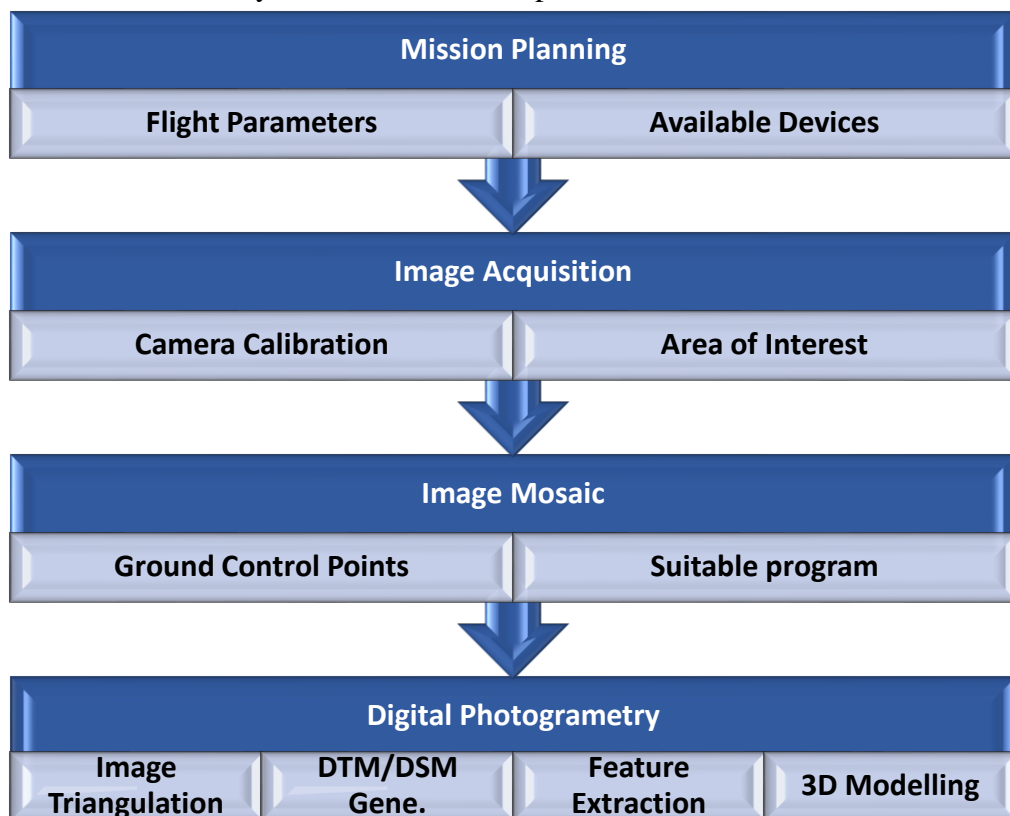 Mission Planning
Flight Parameters
Available Devices
Image Acquisition
Camera Calibration
Area of Interest
Image Mosaic
Ground Control Points
Suitable program
Digital Photogrametry
Image
Triangulation
DTM/DSM
Gene.
Feature
Extraction
3D Modelling